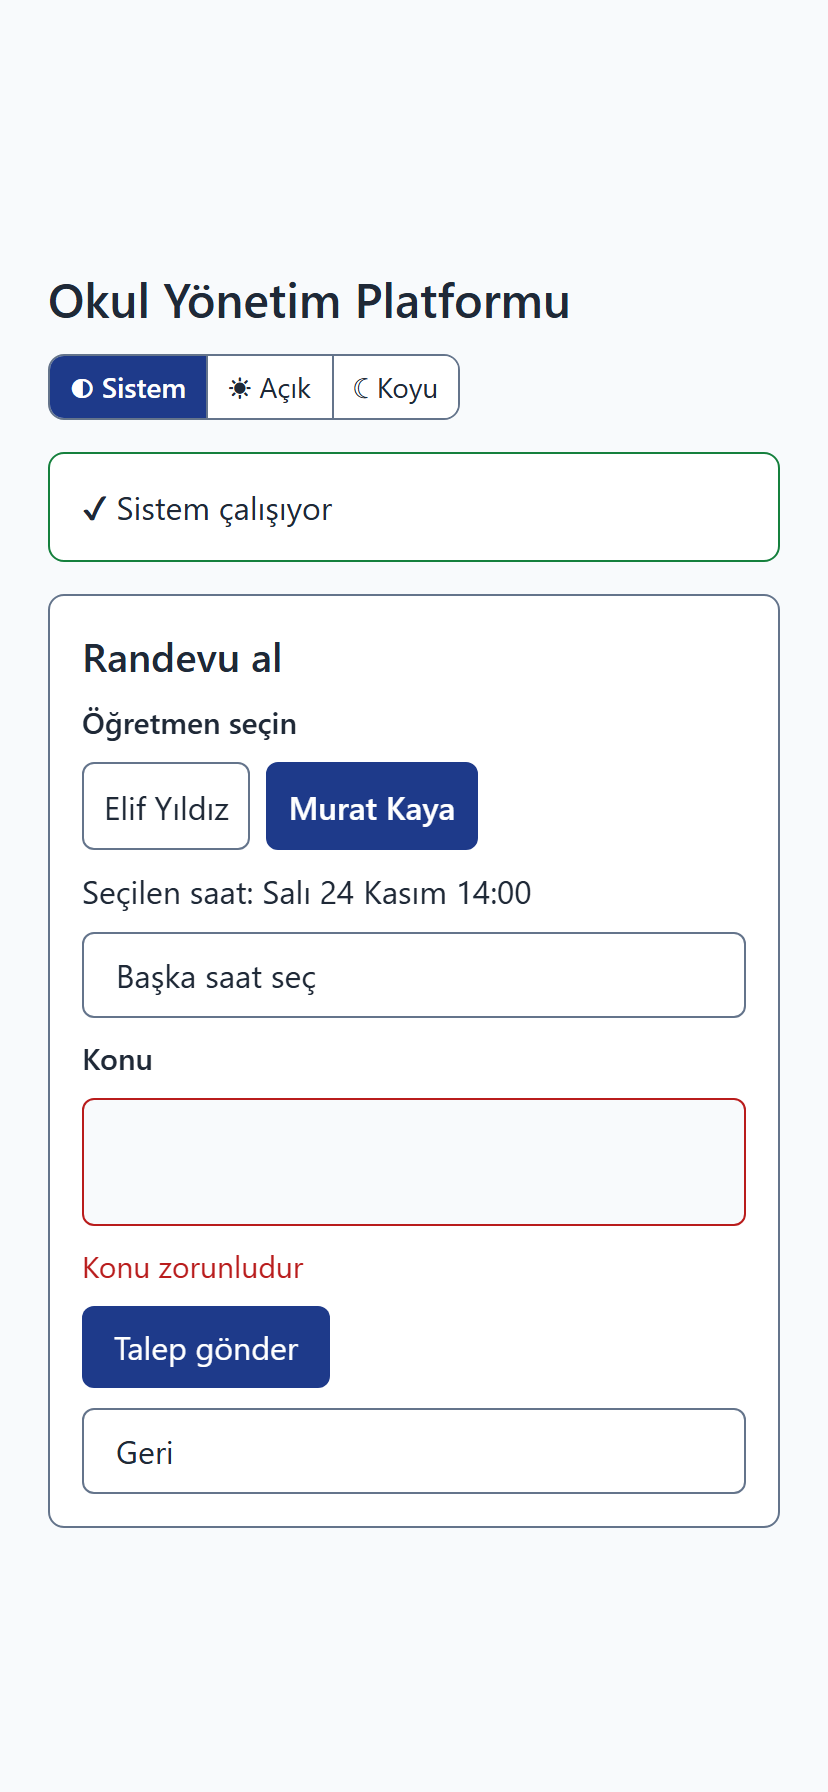 Okul Yönetim Platformu
◐ Sistem ☀ Açık ☾ Koyu
✓ Sistem çalışıyor
Randevu al
Öğretmen seçin
Elif Yıldız Murat Kaya
Seçilen saat: Salı 24 Kasım 14:00
Başka saat seç
Konu
Konu zorunludur
Talep gönder
Geri